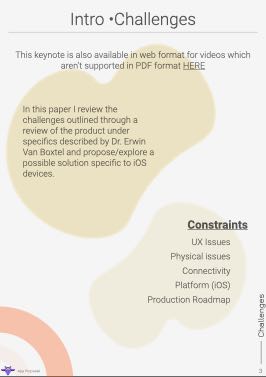 Intro •Challenges
This keynote is also available in web format for videos which
aren't supported in PDF format HERE
In this paper I review the
challenges outlined through a
review of the product under
specifics described by Dr. Erwin
Van Boxtel and propose/explore a
possible solution specific to iOS
devices.
Constraints
UX Issues
Physical issues
Connectivity
Platform (iOS)
Production Roadmap
Challenges
3